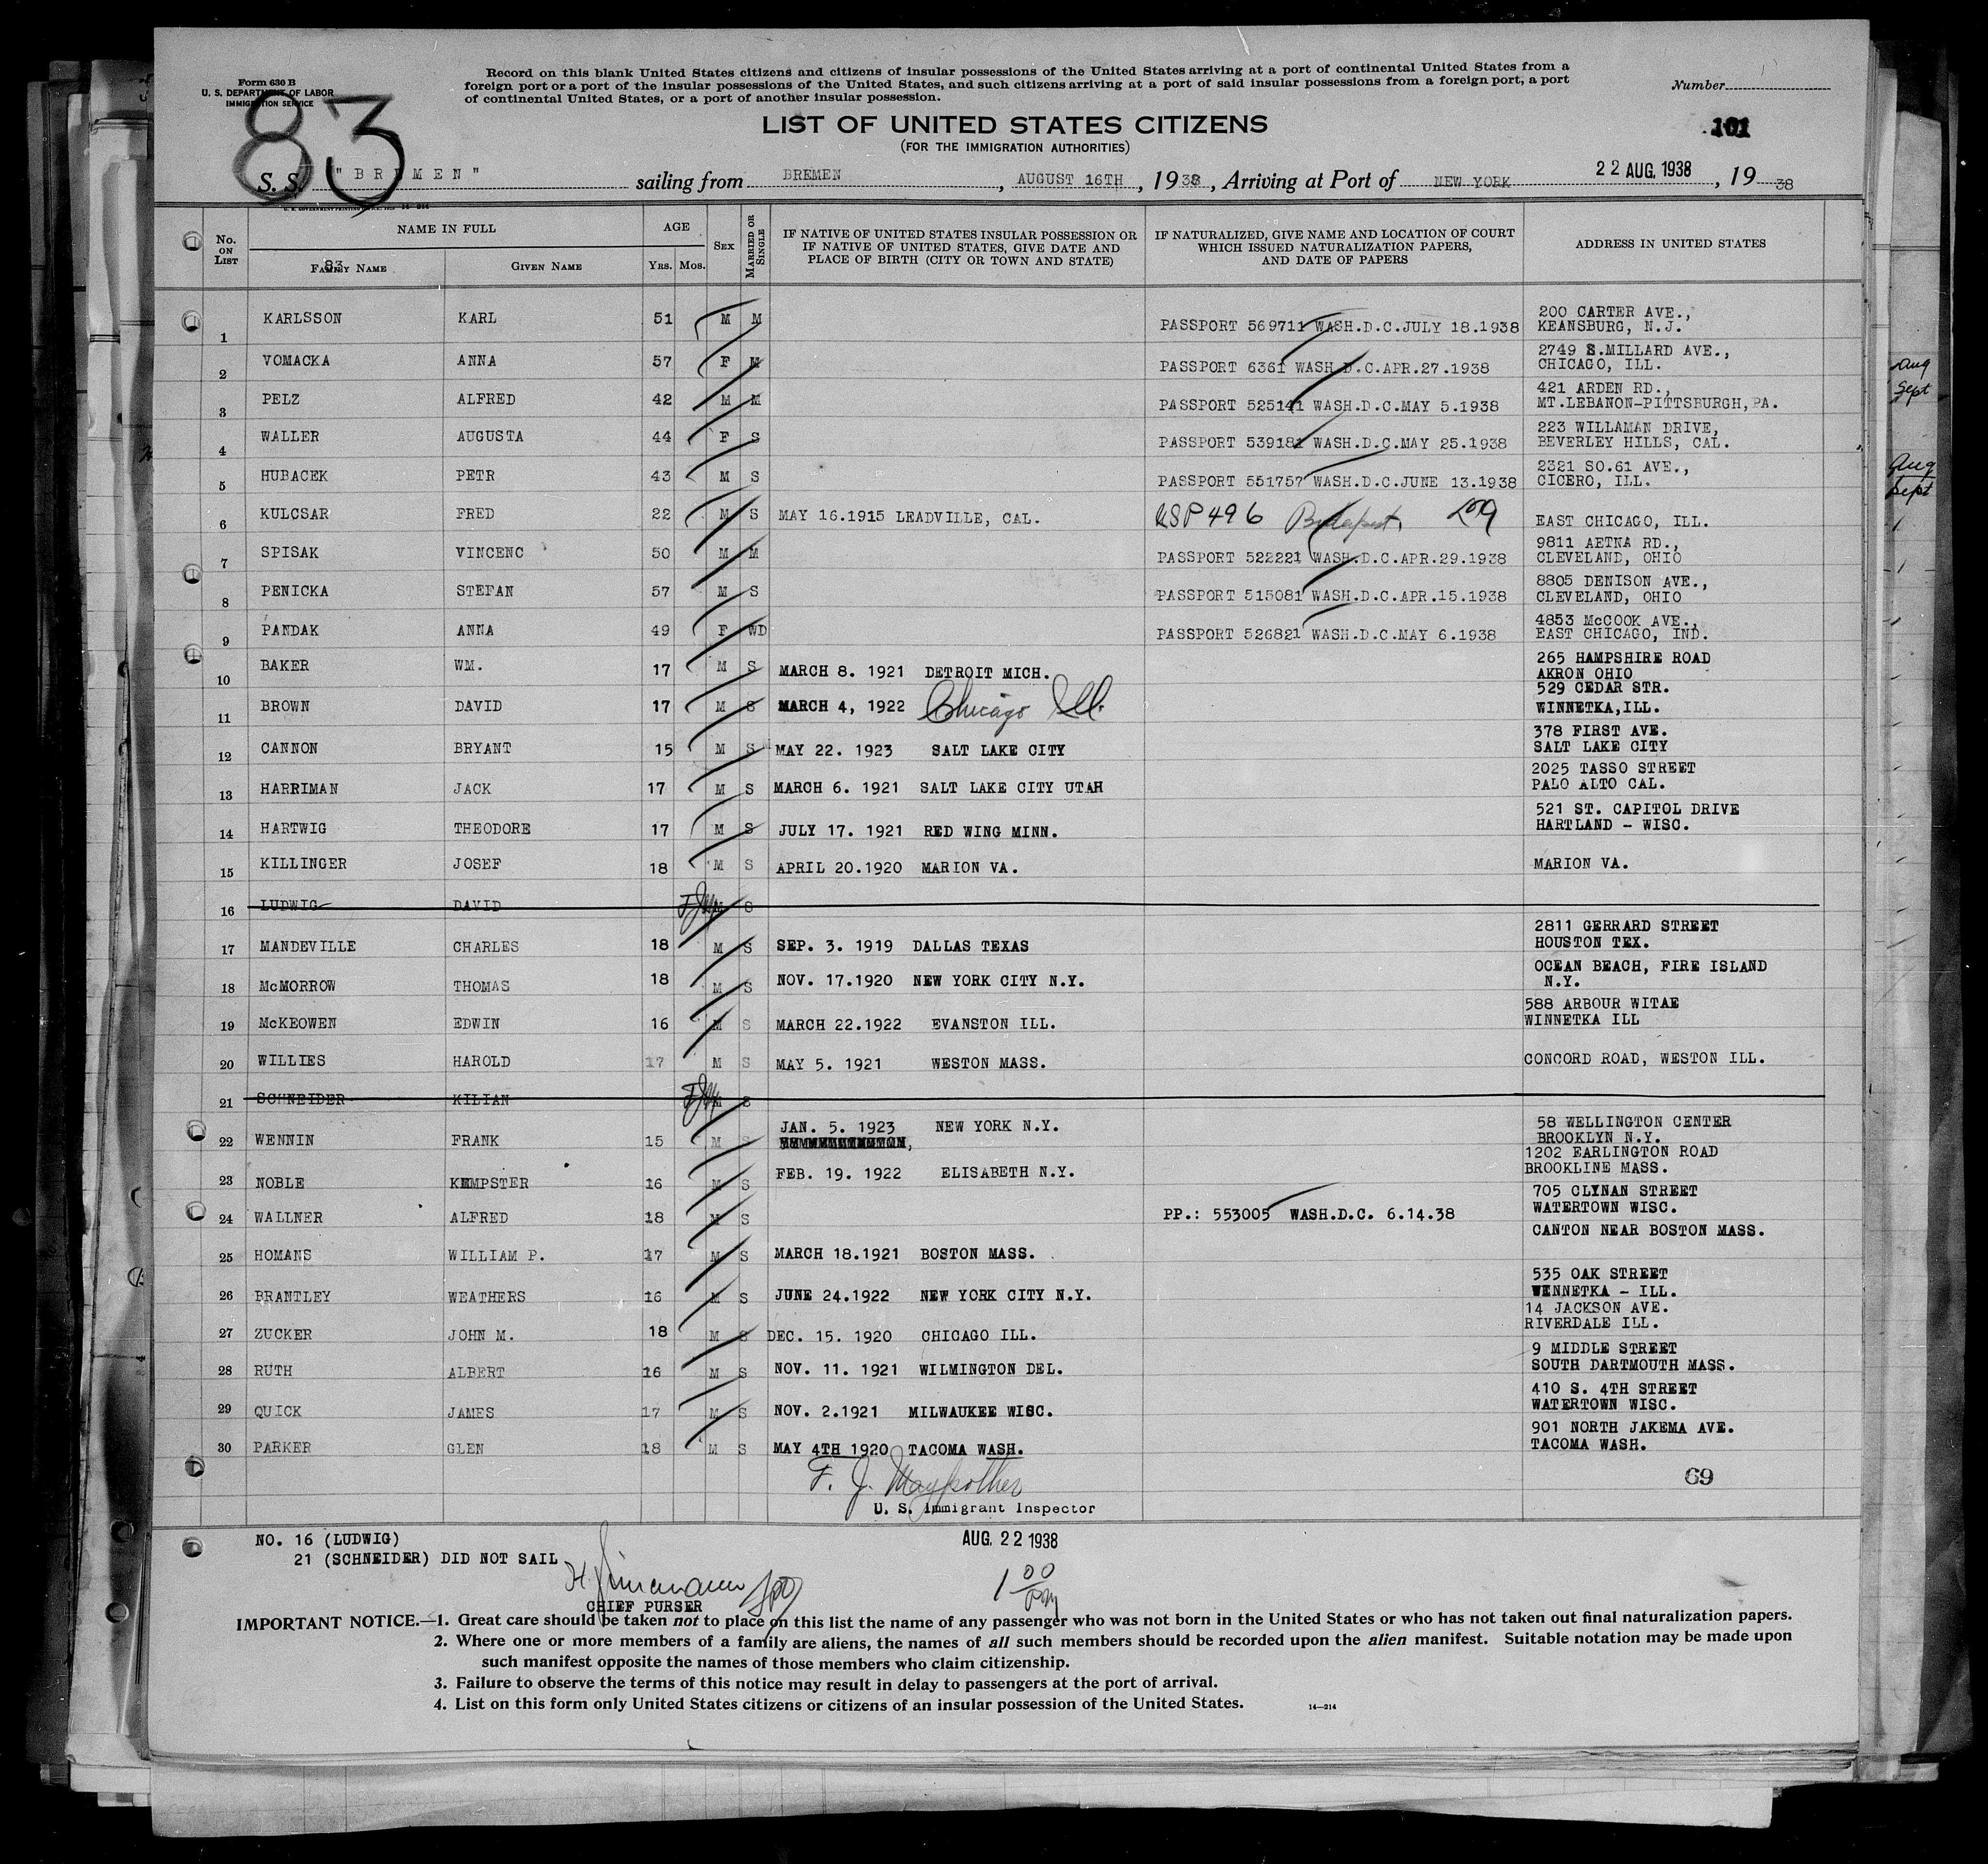 Form 630 B
U. S. DEPARTMENT OF LABOR
IMMIGRATION SERVICE
83
Record on this blank United States citizens and citizens of insular possessions of the United States arriving at a port of continental United States from a
foreign port or a port of the insular possessions of the United States, and such citizens arriving at a port of said insular possessions from a foreign port, a port
of continental United States, or a port of another insular possession.
Number
101
LIST OF UNITED STATES CITIZENS
(FOR THE IMMIGRATION AUTHORITIES)
S. S. "BREMEN" sailing from BREMEN, AUGUST 16TH, 1938, Arriving at Port of NEW YORK 22 AUG. 1938, 19 38
No. ON LIST NAME IN FULL AGE SEX MARRIED OR SINGLE IF NATIVE OF UNITED STATES INSULAR POSSESSION OR IF NATIVE OF UNITED STATES, GIVE DATE AND PLACE OF BIRTH (CITY OR TOWN AND STATE) IF NATURALIZED, GIVE NAME AND LOCATION OF COURT WHICH ISSUED NATURALIZATION PAPERS, AND DATE OF PAPERS ADDRESS IN UNITED STATES
83
FAMILY NAME GIVEN NAME YRS. MOS.
1 KARLSSON KARL 51 M M PASSPORT 569711 WASH.D.C.JULY 18.1938 200 CARTER AVE., KEANSBURG, N.J.
2 VOMACKA ANNA 57 F M PASSPORT 6361 WASH.D.C.APR.27.1938 2749 S.MILLARD AVE., CHICAGO, ILL.
3 PELZ ALFRED 42 M M PASSPORT 525141 WASH.D.C.MAY 5.1938 421 ARDEN RD., MT.LEBANON-PITTSBURGH,PA.
4 WALLER AUGUSTA 44 F S PASSPORT 539181 WASH.D.C.MAY 25.1938 223 WILLAMAN DRIVE, BEVERLEY HILLS, CAL.
5 HUBACEK PETR 43 M S PASSPORT 551757 WASH.D.C.JUNE 13.1938 2321 SO.61 AVE., CICERO, ILL.
6 KULCSAR FRED 22 M S MAY 16.1915 LEADVILLE, CAL. USP 496 Budapest, EAST CHICAGO, ILL.
7 SPISAK VINCENC 50 M M PASSPORT 522221 WASH.D.C.APR.29.1938 9811 AETNA RD., CLEVELAND, OHIO
8 PENICKA STEFAN 57 M S PASSPORT 515081 WASH.D.C.APR.15.1938 8805 DENISON AVE., CLEVELAND, OHIO
9 PANDAK ANNA 49 F WD PASSPORT 526821 WASH.D.C.MAY 6.1938 4853 McCOOK AVE., EAST CHICAGO, IND.
10 BAKER WM. 17 M S MARCH 8. 1921 DETROIT MICH. 265 HAMPSHIRE ROAD AKRON OHIO
11 BROWN DAVID 17 M S MARCH 4, 1922 Chicago Ill. 529 CEDAR STR. WINNETKA,ILL.
12 CANNON BRYANT 15 M S MAY 22. 1923 SALT LAKE CITY 378 FIRST AVE. SALT LAKE CITY
13 HARRIMAN JACK 17 M S MARCH 6. 1921 SALT LAKE CITY UTAH 2025 TASSO STREET PALO ALTO CAL.
14 HARTWIG THEODORE 17 M S JULY 17. 1921 RED WING MINN. 521 ST. CAPITOL DRIVE HARTLAND - WISC.
15 KILLINGER JOSEF 18 M S APRIL 20.1920 MARION VA. MARION VA.
16 LUDWIG DAVID M S
17 MANDEVILLE CHARLES 18 M S SEP. 3. 1919 DALLAS TEXAS 2811 GERRARD STREET HOUSTON TEX.
18 McMORROW THOMAS 18 M S NOV. 17.1920 NEW YORK CITY N.Y. OCEAN BEACH, FIRE ISLAND N.Y.
19 McKEOWEN EDWIN 16 M S MARCH 22.1922 EVANSTON ILL. 588 ARBOUR WITAE WINNETKA ILL
20 WILLIES HAROLD 17 M S MAY 5. 1921 WESTON MASS. CONCORD ROAD, WESTON ILL.
21 SCHNEIDER KILIAN M S
22 WENNIN FRANK 15 M S JAN. 5. 1923 NEW YORK N.Y. 58 WELLINGTON CENTER BROOKLYN N.Y.
23 NOBLE KEMPSTER 16 M S FEB. 19. 1922 ELISABETH N.Y. 1202 EARLINGTON ROAD BROOKLINE MASS.
24 WALLNER ALFRED 18 M S PP.: 553005 WASH.D.C. 6.14.38 705 CLYNAN STREET WATERTOWN WISC.
25 HOMANS WILLIAM P. 17 M S MARCH 18.1921 BOSTON MASS. CANTON NEAR BOSTON MASS.
26 BRANTLEY WEATHERS 16 M S JUNE 24.1922 NEW YORK CITY N.Y. 535 OAK STREET WENNETKA - ILL.
27 ZUCKER JOHN M. 18 M S DEC. 15. 1920 CHICAGO ILL. 14 JACKSON AVE. RIVERDALE ILL.
28 RUTH ALBERT 16 M S NOV. 11. 1921 WILMINGTON DEL. 9 MIDDLE STREET SOUTH DARTMOUTH MASS.
29 QUICK JAMES 17 M S NOV. 2.1921 MILWAUKEE WISC. 410 S. 4TH STREET WATERTOWN WISC.
30 PARKER GLEN 18 M S MAY 4TH 1920 TACOMA WASH. 901 NORTH JAKEMA AVE. TACOMA WASH.
F. J. Maypother
69
U. S. Immigrant Inspector
NO. 16 (LUDWIG)
21 (SCHNEIDER) DID NOT SAIL
AUG. 22 1938
1 00
CHIEF PURSER
IMPORTANT NOTICE.—1. Great care should be taken not to place on this list the name of any passenger who was not born in the United States or who has not taken out final naturalization papers.
2. Where one or more members of a family are aliens, the names of all such members should be recorded upon the alien manifest. Suitable notation may be made upon
such manifest opposite the names of those members who claim citizenship.
3. Failure to observe the terms of this notice may result in delay to passengers at the port of arrival.
4. List on this form only United States citizens or citizens of an insular possession of the United States.
14—214
Aug
Sept
Aug
Sept